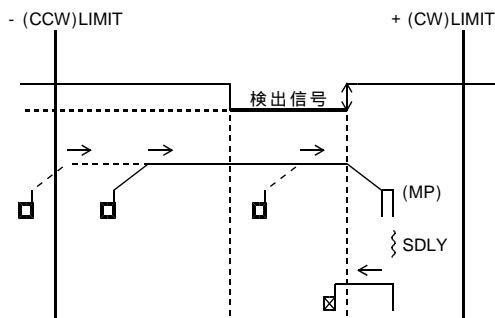 - (CCW)LIMIT
+ (CW)LIMIT
検出信号
(MP)
SDLY